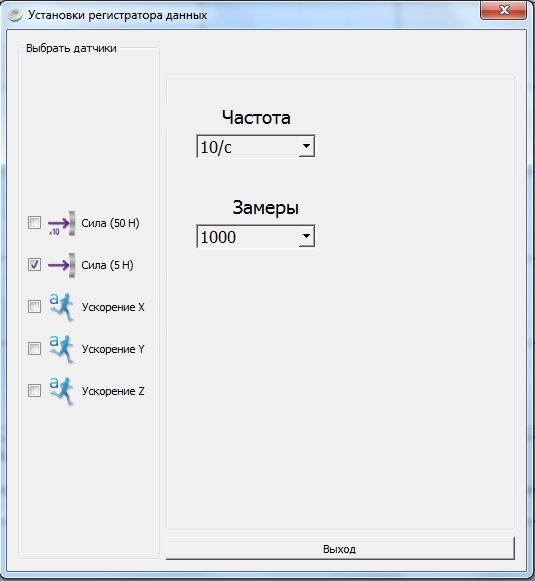 Установки регистратора данных
Выбрать датчики
Частота
10/с
Замеры
1000
x10
Сила (50 Н)
Сила (5 Н)
a
Ускорение X
a
Ускорение Y
a
Ускорение Z
Выход